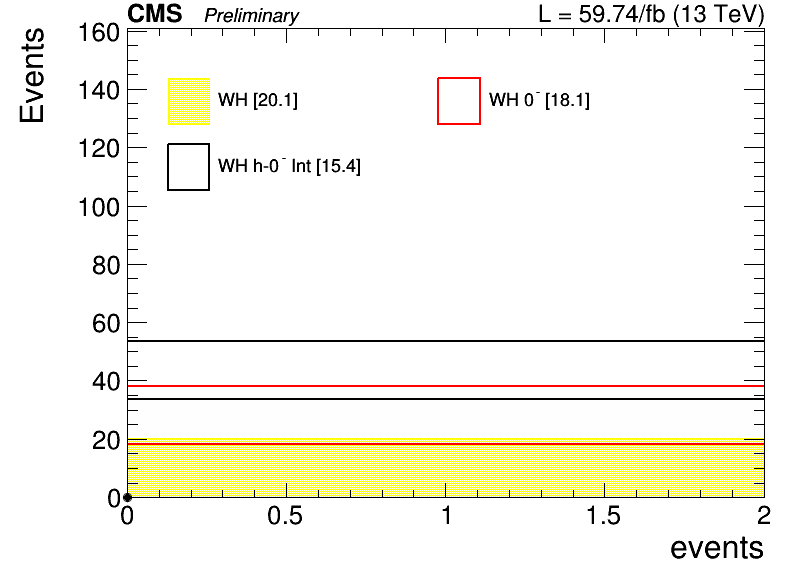 CMS Preliminary L = 59.74/fb (13 TeV)
Events
160
140
120
100
80
60
40
20
0
WH [20.1]
WH 0⁻ [18.1]
WH h-0⁻ Int [15.4]
0 0.5 1 1.5 2
events